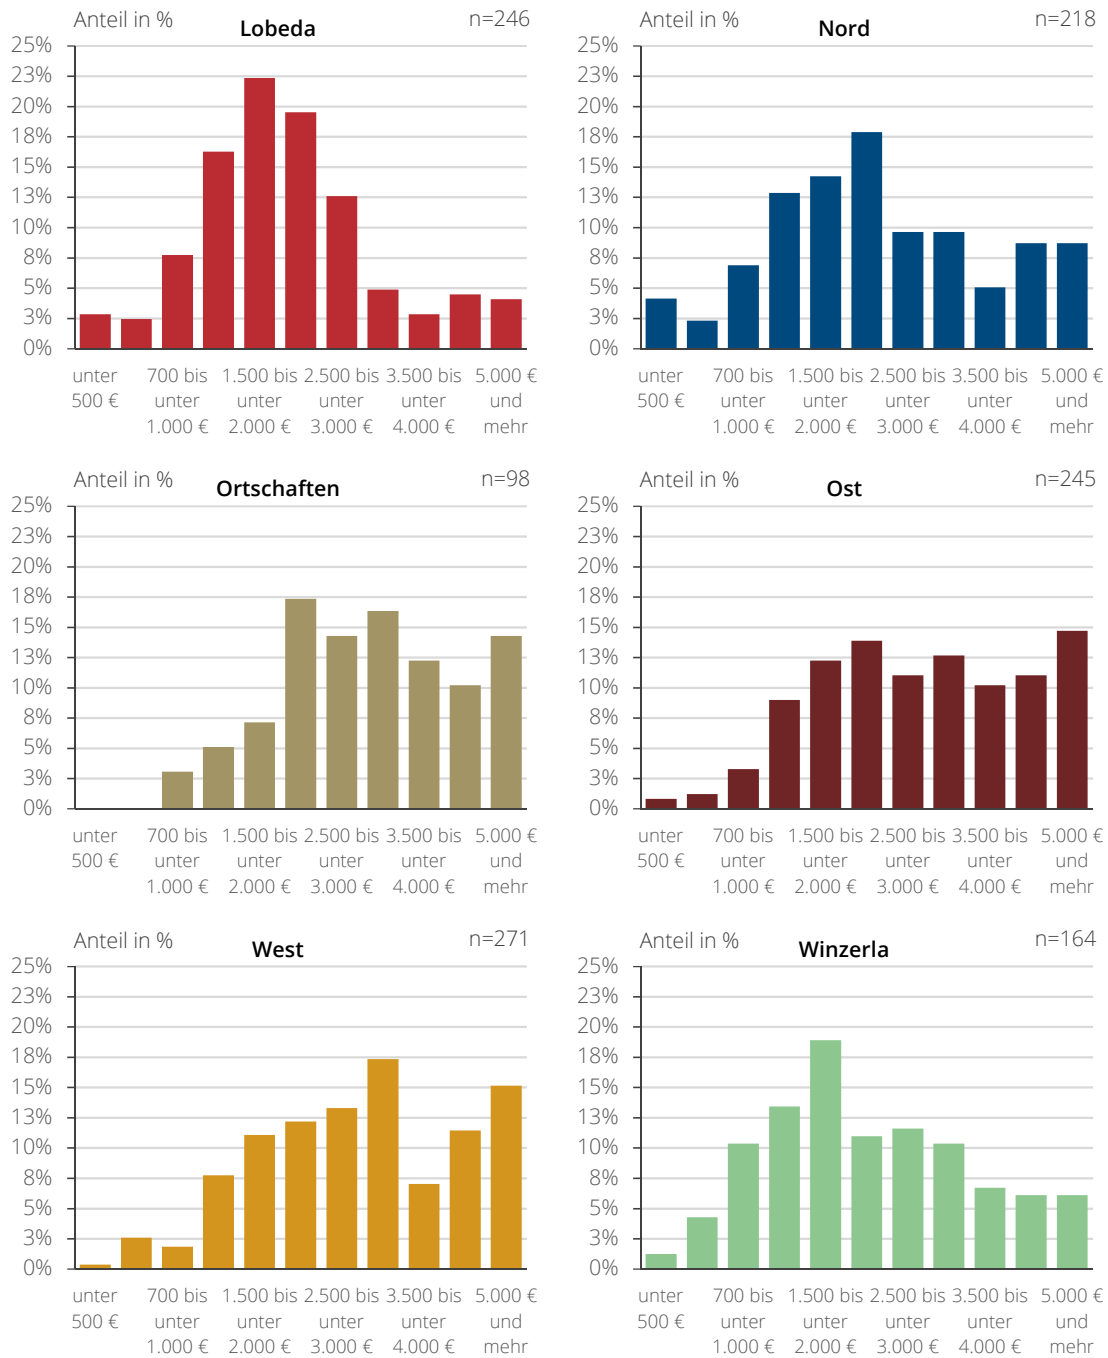 Anteil in % Lobeda n=246
25%
23%
20%
18%
15%
13%
10%
8%
5%
3%
0%
unter 700 bis 1.500 bis 2.500 bis 3.500 bis 5.000 €
500 € unter unter unter unter und
1.000 € 2.000 € 3.000 € 4.000 € mehr
Anteil in % Nord n=218
25%
23%
20%
18%
15%
13%
10%
8%
5%
3%
0%
unter 700 bis 1.500 bis 2.500 bis 3.500 bis 5.000 €
500 € unter unter unter unter und
1.000 € 2.000 € 3.000 € 4.000 € mehr
Anteil in % Ortschaften n=98
25%
23%
20%
18%
15%
13%
10%
8%
5%
3%
0%
unter 700 bis 1.500 bis 2.500 bis 3.500 bis 5.000 €
500 € unter unter unter unter und
1.000 € 2.000 € 3.000 € 4.000 € mehr
Anteil in % Ost n=245
25%
23%
20%
18%
15%
13%
10%
8%
5%
3%
0%
unter 700 bis 1.500 bis 2.500 bis 3.500 bis 5.000 €
500 € unter unter unter unter und
1.000 € 2.000 € 3.000 € 4.000 € mehr
Anteil in % West n=271
25%
23%
20%
18%
15%
13%
10%
8%
5%
3%
0%
unter 700 bis 1.500 bis 2.500 bis 3.500 bis 5.000 €
500 € unter unter unter unter und
1.000 € 2.000 € 3.000 € 4.000 € mehr
Anteil in % Winzerla n=164
25%
23%
20%
18%
15%
13%
10%
8%
5%
3%
0%
unter 700 bis 1.500 bis 2.500 bis 3.500 bis 5.000 €
500 € unter unter unter unter und
1.000 € 2.000 € 3.000 € 4.000 € mehr